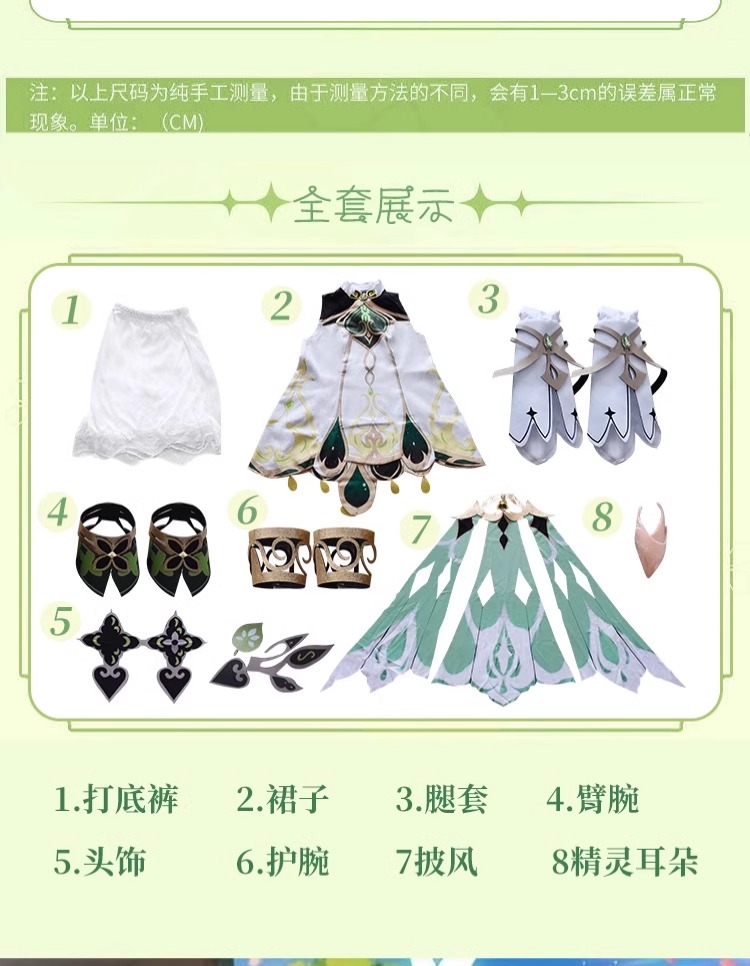 注：以上尺码为纯手工测量，由于测量方法的不同，会有1—3cm的误差属正常
现象。单位：（CM)
全套展示
1
2
3
4
6
7
8
5
1.打底裤 2.裙子 3.腿套 4.臂腕
5.头饰 6.护腕 7披风 8精灵耳朵